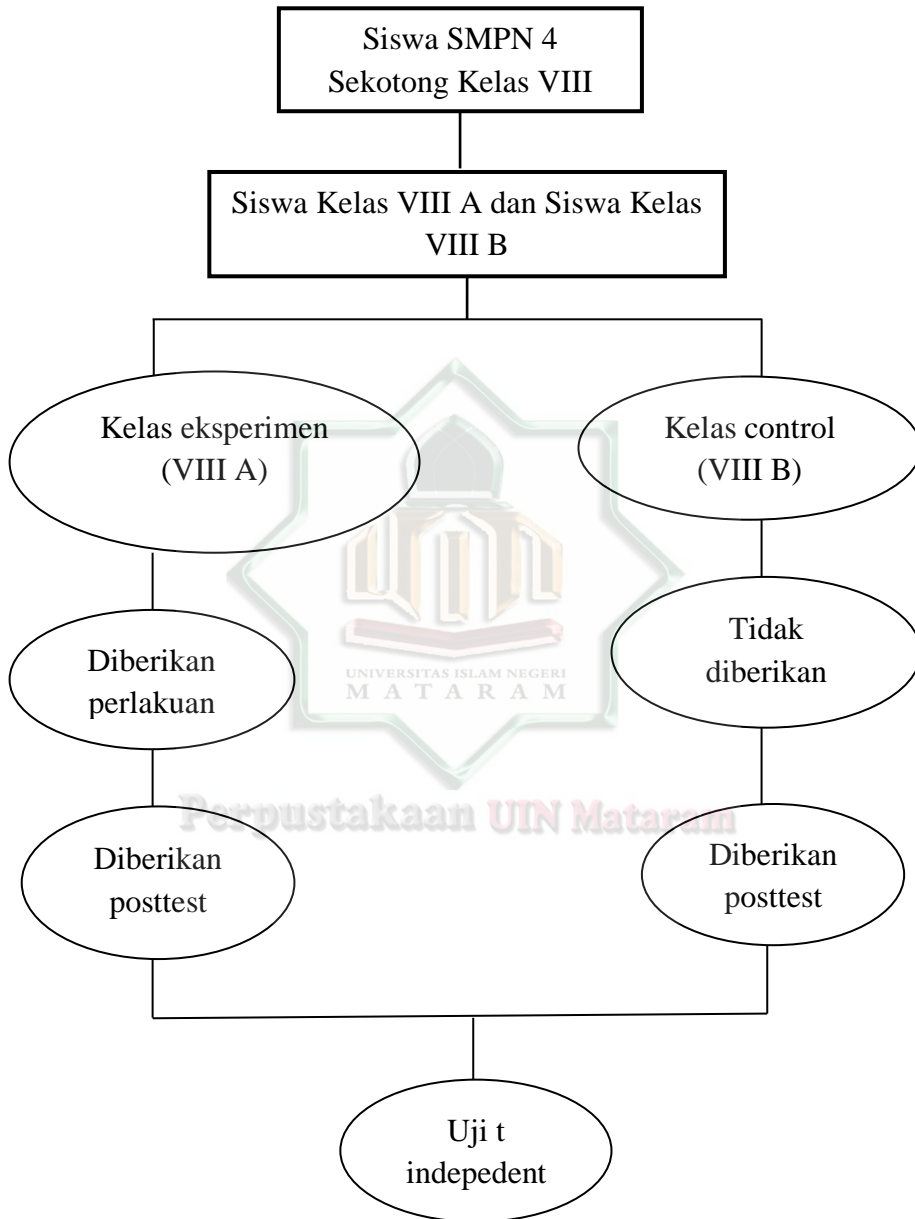 Siswa SMPN 4
Sekotong Kelas VIII
Siswa Kelas VIII A dan Siswa Kelas
VIII B
Kelas eksperimen
(VIII A)
Kelas control
(VIII B)
Diberikan
perlakuan
Tidak
diberikan
UNIVERSITAS ISLAM NEGERI
MATARAM
Perpustakaan UIN Mataram
Diberikan
posttest
Diberikan
posttest
Uji t
indepedent